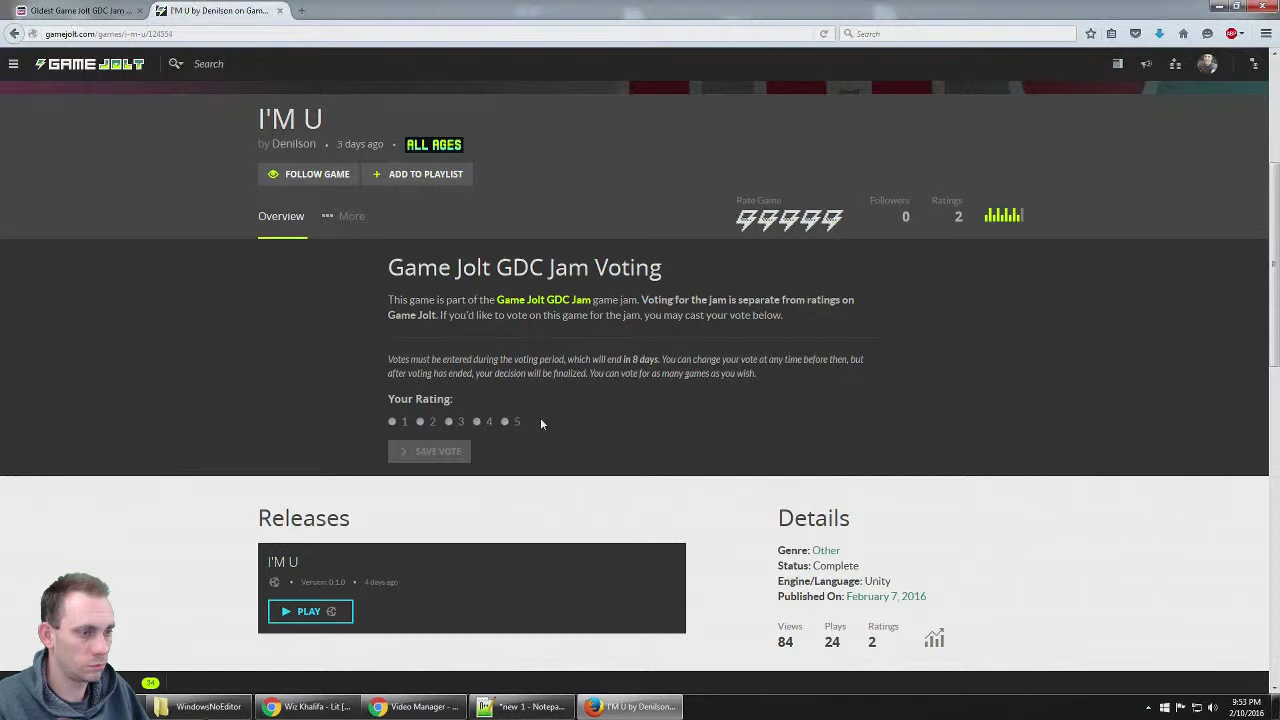 Oldest Game Jolt GDC Jam ... ×
I'M U by Denilson on Gam... ×
+
gamejolt.com/games/i-m-u/124554
Search
GAME JOLT
Search
I'M U
by Denilson • 3 days ago • ALL AGES
FOLLOW GAME
+ ADD TO PLAYLIST
Overview
More
Rate Game
Followers
0
Ratings
2
Game Jolt GDC Jam Voting
This game is part of the Game Jolt GDC Jam game jam. Voting for the jam is separate from ratings on
Game Jolt. If you'd like to vote on this game for the jam, you may cast your vote below.
Votes must be entered during the voting period, which will end in 8 days. You can change your vote at any time before then, but
after voting has ended, your decision will be finalized. You can vote for as many games as you wish.
Your Rating:
1 2 3 4 5
SAVE VOTE
Releases
I'M U
• Version: 0.1.0 • 4 days ago
PLAY
Details
Genre: Other
Status: Complete
Engine/Language: Unity
Published On: February 7, 2016
Views
84
Plays
24
Ratings
2
34
WindowsNoEditor
Wiz Khalifa - Lit [...
Video Manager - ...
*new 1 - Notepa...
I'M U by Denilson...
9:53 PM
2/10/2016